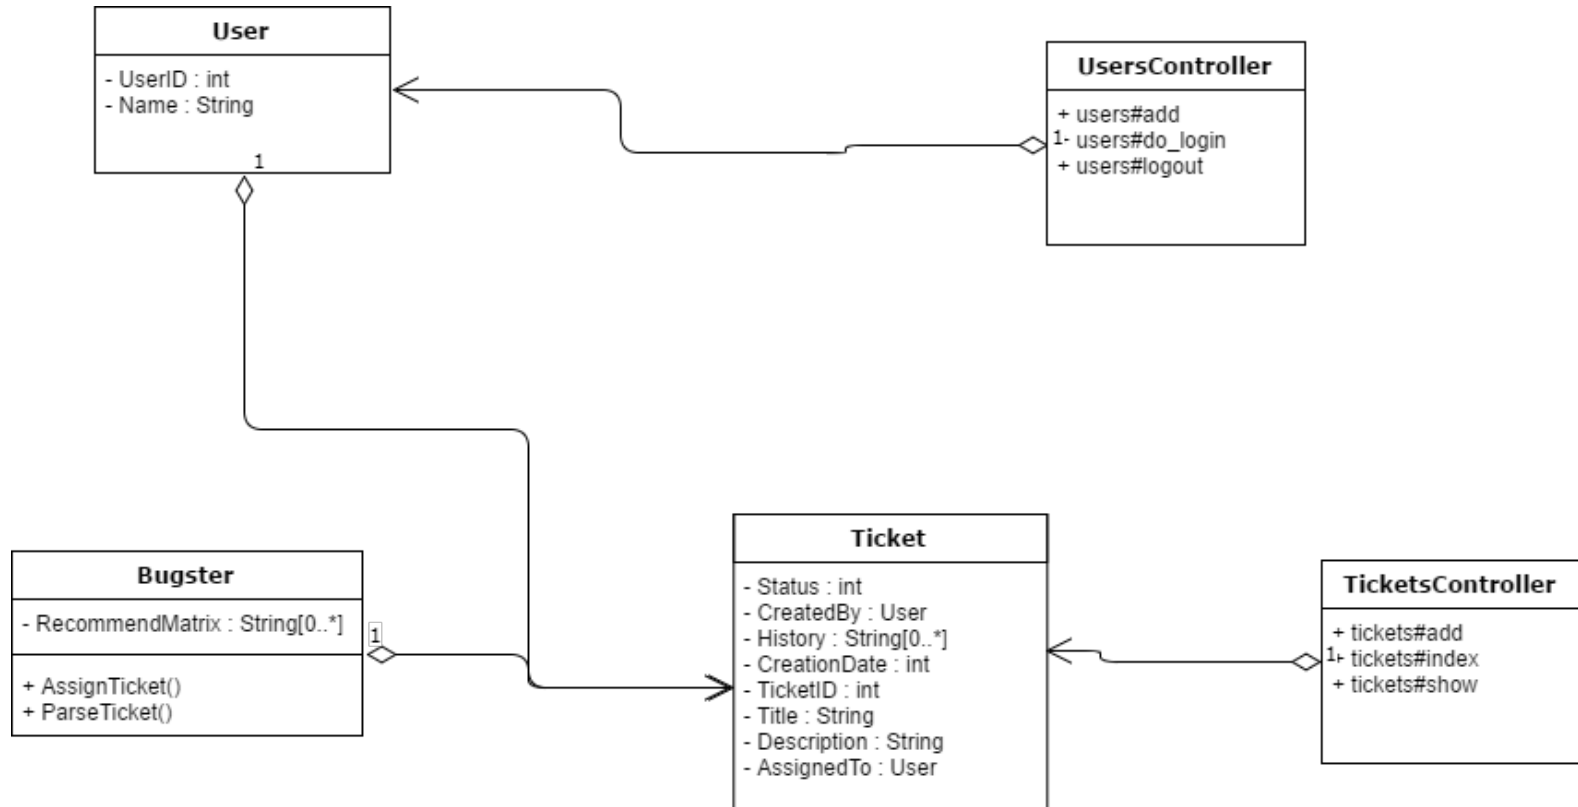 User
- UserID : int
- Name : String
1
UsersController
+ users#add
1- users#do_login
+ users#logout
Bugster
- RecommendMatrix : String[0..*]
1
+ AssignTicket()
+ ParseTicket()
Ticket
- Status : int
- CreatedBy : User
- History : String[0..*]
- CreationDate : int
- TicketID : int
- Title : String
- Description : String
- AssignedTo : User
TicketsController
+ tickets#add
1+ tickets#index
+ tickets#show